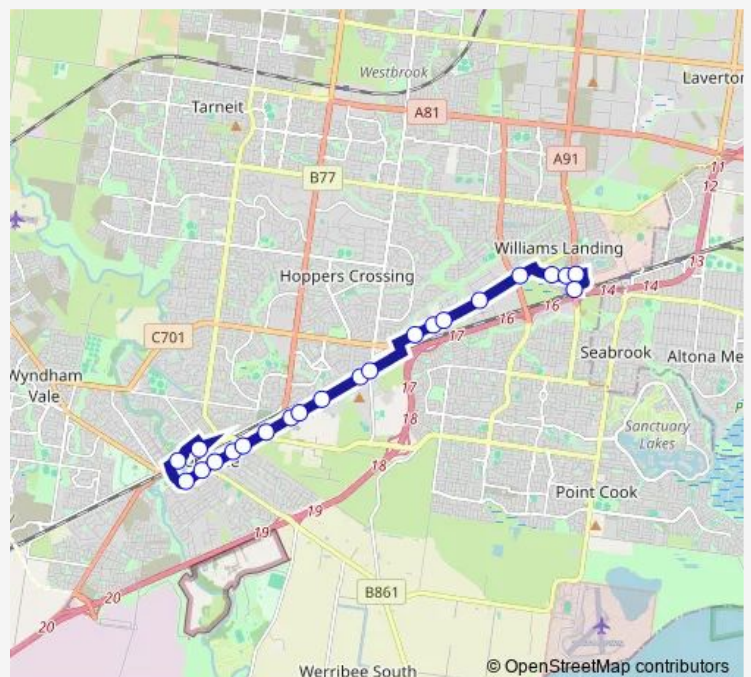 Westbrook
Laverton
Tarneit
A81
11
A91
12
B77
Williams Landing
13
Hoppers Crossing
14
14
16
16
17
C701
Seabrook
Altona Me
Wyndham
Vale
17
18
Sanctuary
Lakes
18
Point Cook
19
19
20
B861
20
Werribee South
© OpenStreetMap contributors